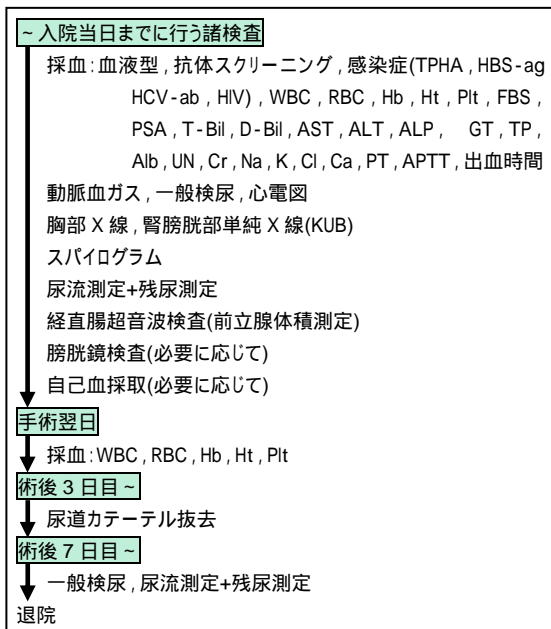 ~入院当日までに行う諸検査
採血:血液型,抗体スクリーニング,感染症(TPHA,HBS-ag
HCV-ab,HIV),WBC,RBC,Hb,Ht,Plt,FBS,
PSA,T-Bil,D-Bil,AST,ALT,ALP, GT,TP,
Alb,UN,Cr,Na,K,Cl,Ca,PT,APTT,出血時間
動脈血ガス,一般検尿,心電図
胸部X線,腎膀胱部単純X線(KUB)
スパイログラム
尿流測定+残尿測定
経直腸超音波検査(前立腺体積測定)
膀胱鏡検査(必要に応じて)
自己血採取(必要に応じて)
手術翌日
採血:WBC,RBC,Hb,Ht,Plt
術後3日目~
尿道カテーテル抜去
術後7日目~
一般検尿,尿流測定+残尿測定
退院